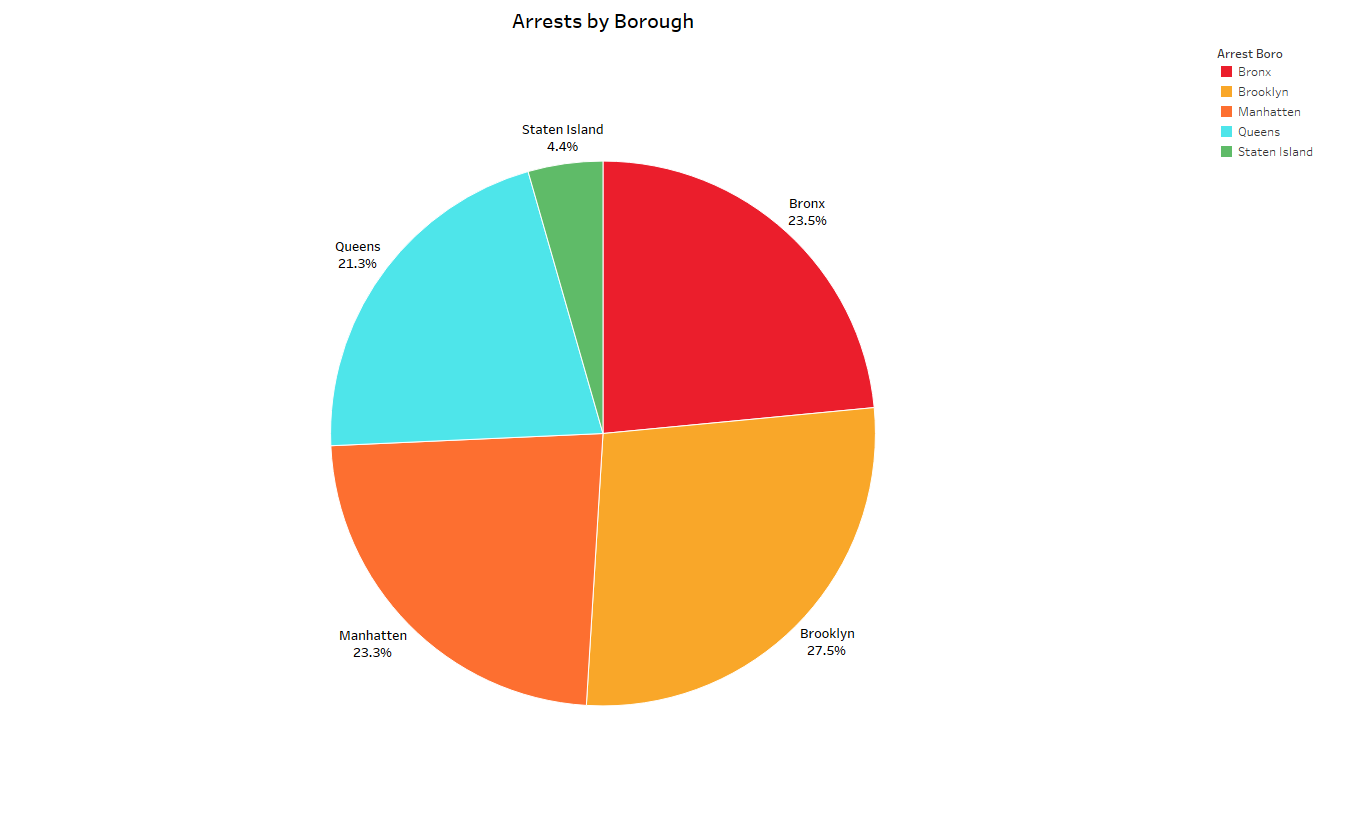 Arrests by Borough
Arrest Boro
Bronx
Brooklyn
Manhatten
Queens
Staten Island
Staten Island
4.4%
Bronx
23.5%
Queens
21.3%
Brooklyn
27.5%
Manhatten
23.3%